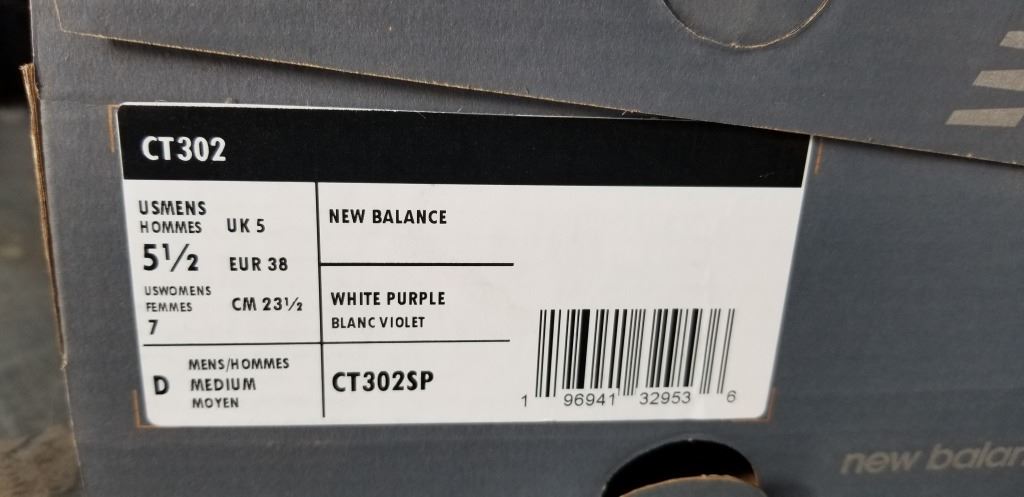 CT302
USMENS
HOMMES
5½
USWOMENS
FEMMES
7
UK 5
EUR 38
CM 23½
NEW BALANCE
WHITE PURPLE
BLANC VIOLET
D
MENS/HOMMES
MEDIUM
MOYEN
CT302SP
1 96941 32953 6
new balan